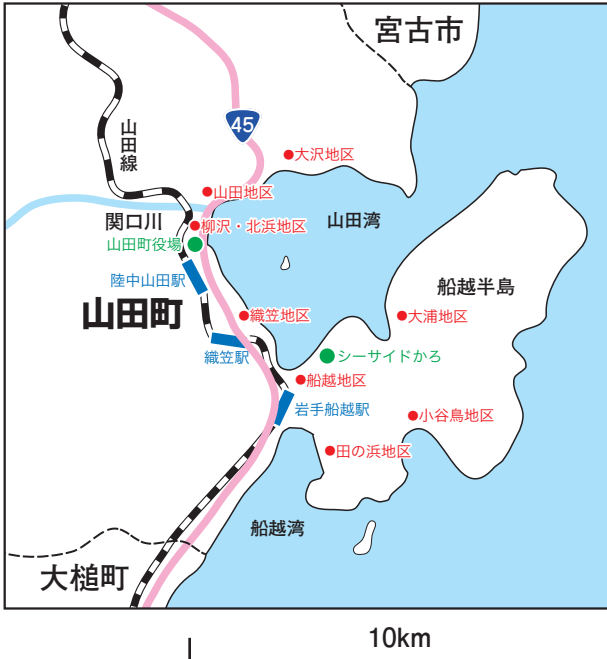 宮古市
45
山田線
大沢地区
山田地区
関口川
柳沢・北浜地区
山田湾
山田町役場
陸中山田駅
船越半島
山田町
織笠地区
大浦地区
織笠駅
シーサイドかろ
船越地区
岩手船越駅
小谷鳥地区
田の浜地区
船越湾
大槌町
10km